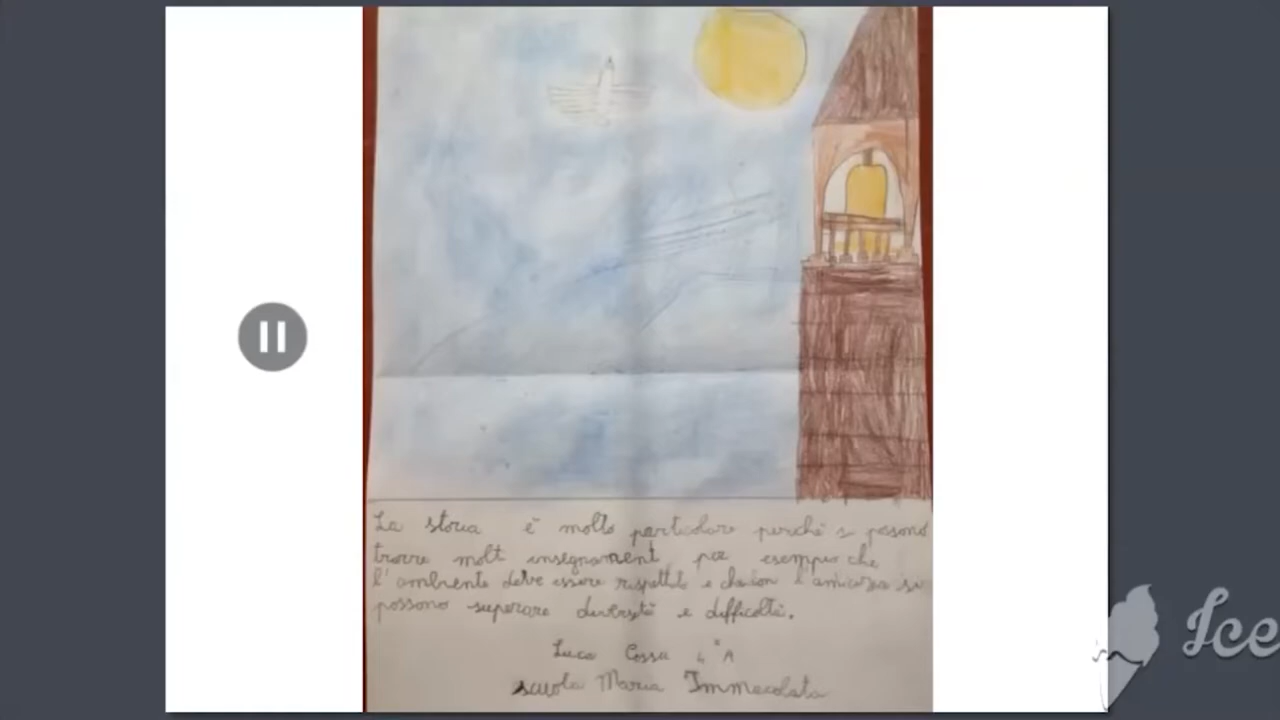 La storia è molto particolare perché si possono
trovare molti insegnamenti, per esempio che
l'ambiente deve essere rispettato e che con l'amicizia si
possono superare diversità e difficoltà.
Luca Cossu 4°A
scuola Maria Immacolata
Ice